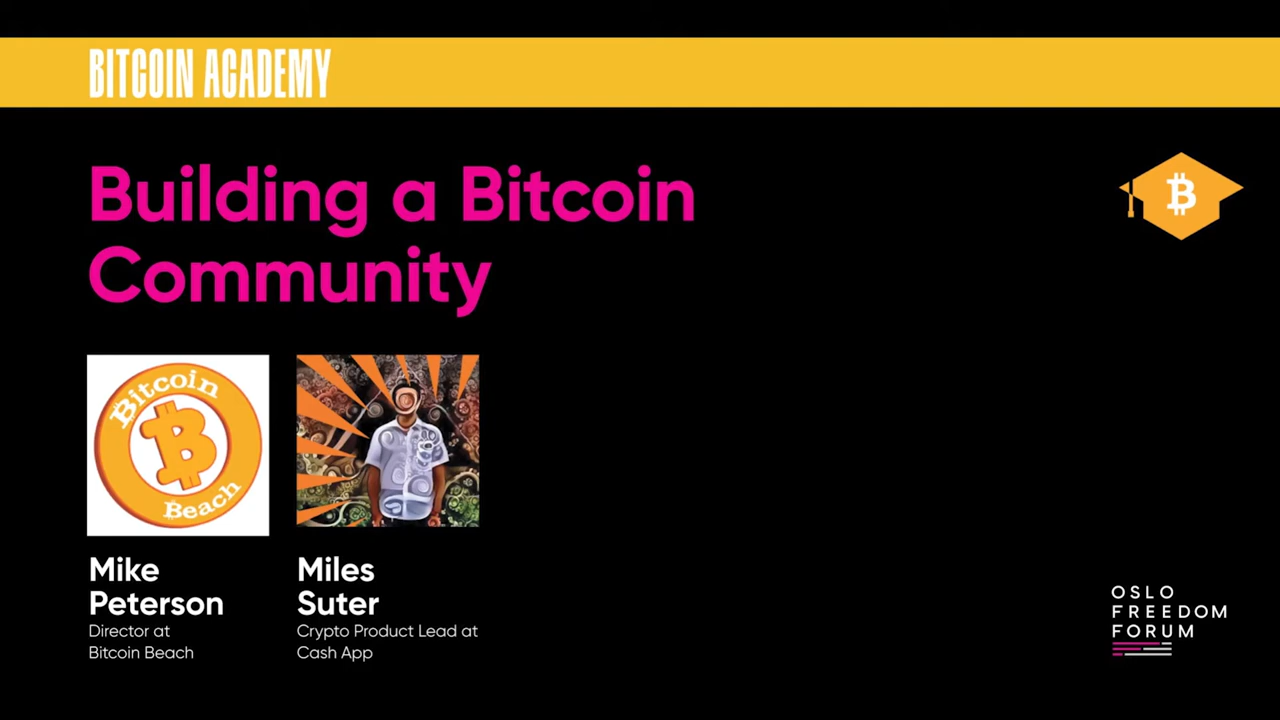 BITCOIN ACADEMY
Building a Bitcoin
Community
Bitcoin
Beach
Mike
Peterson
Director at
Bitcoin Beach
Miles
Suter
Crypto Product Lead at
Cash App
OSLO
FREEDOM
FORUM